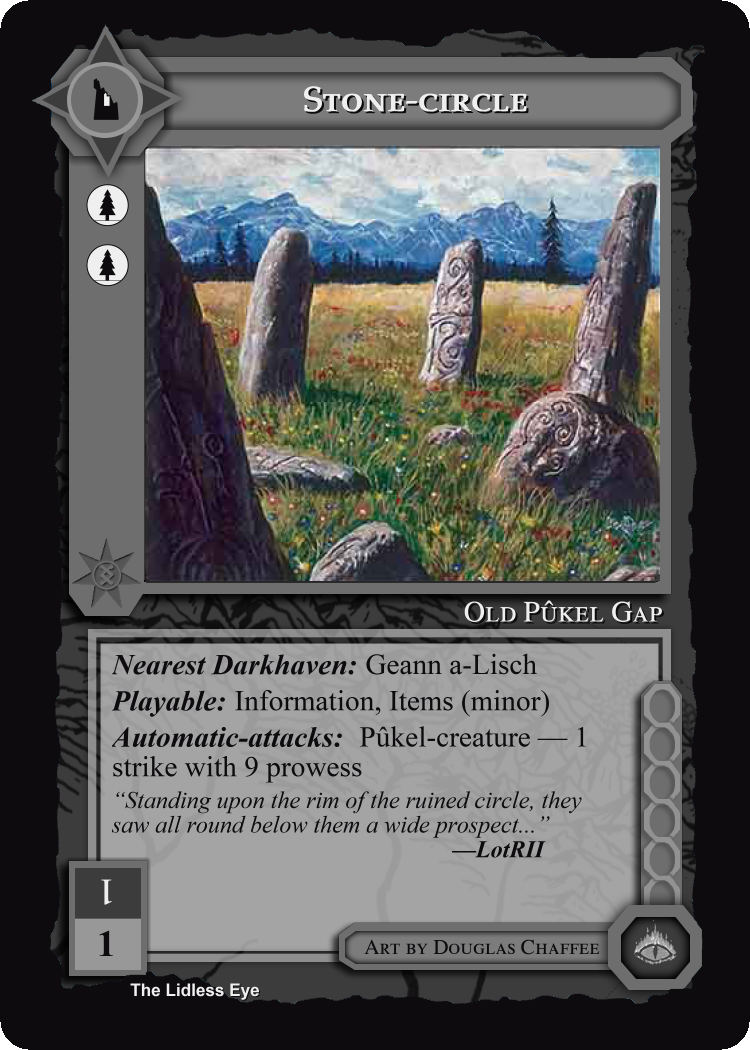 Stone-circle
Old Pûkel Gap
Nearest Darkhaven: Geann a-Lisch
Playable: Information, Items (minor)
Automatic-attacks: Pûkel-creature — 1
strike with 9 prowess
“Standing upon the rim of the ruined circle, they
saw all round below them a wide prospect...”
—LotRII
1
1
Art by Douglas Chaffee
The Lidless Eye